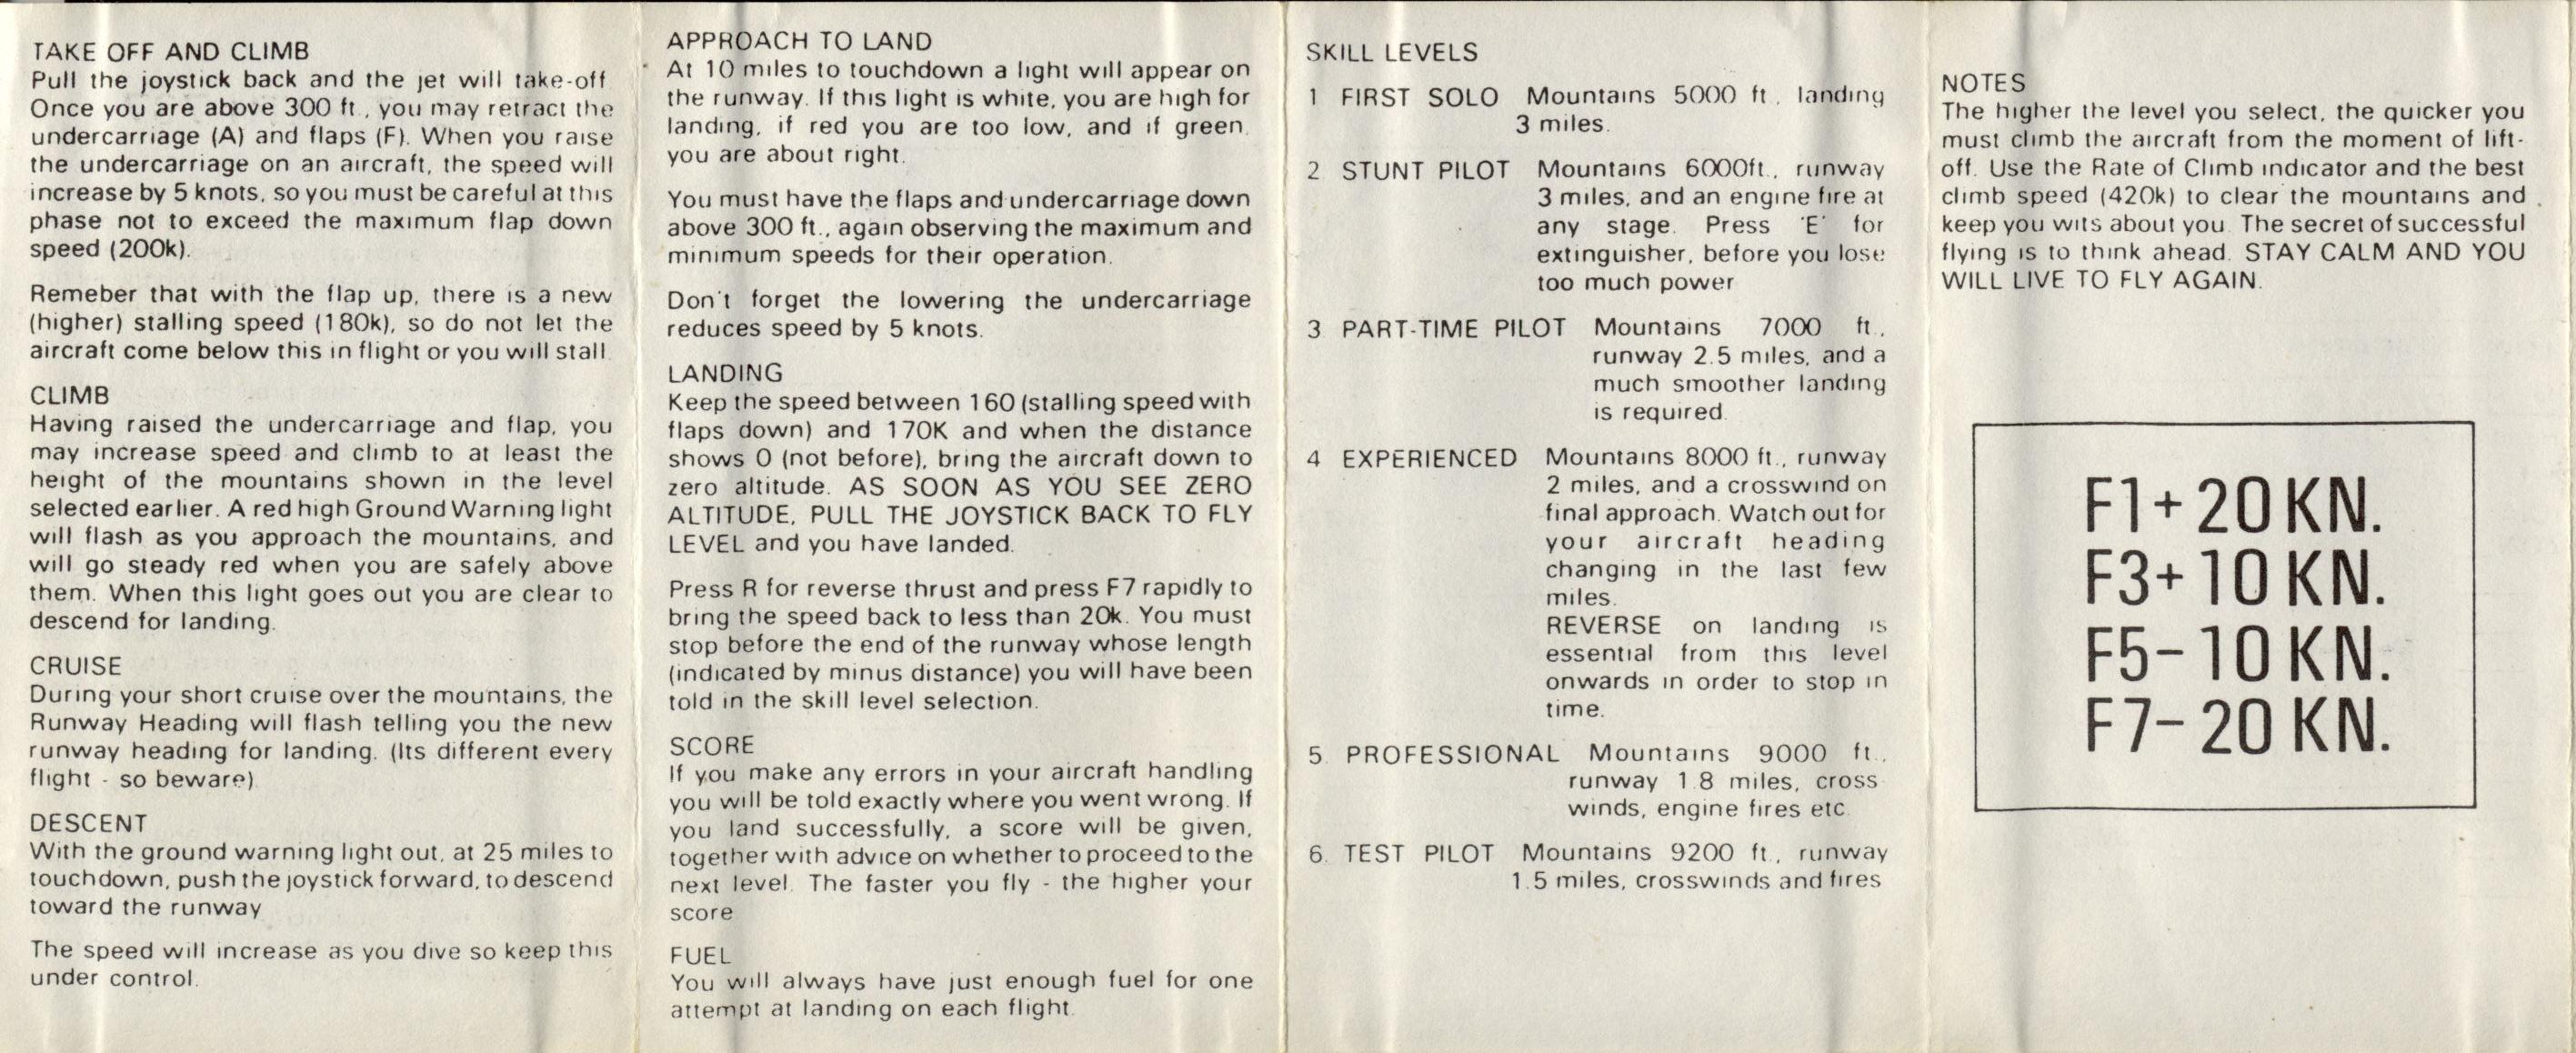 TAKE OFF AND CLIMB
Pull the joystick back and the jet will take-off
Once you are above 300 ft., you may retract the
undercarriage (A) and flaps (F). When you raise
the undercarriage on an aircraft, the speed will
increase by 5 knots, so you must be careful at this
phase not to exceed the maximum flap down
speed (200k).
Remeber that with the flap up, there is a new
(higher) stalling speed (180k), so do not let the
aircraft come below this in flight or you will stall.
CLIMB
Having raised the undercarriage and flap, you
may increase speed and climb to at least the
height of the mountains shown in the level
selected earlier. A red high Ground Warning light
will flash as you approach the mountains, and
will go steady red when you are safely above
them. When this light goes out you are clear to
descend for landing.
CRUISE
During your short cruise over the mountains, the
Runway Heading will flash telling you the new
runway heading for landing. (Its different every
flight - so beware)
DESCENT
With the ground warning light out, at 25 miles to
touchdown, push the joystick forward, to descend
toward the runway
The speed will increase as you dive so keep this
under control.
APPROACH TO LAND
At 10 miles to touchdown a light will appear on
the runway. If this light is white, you are high for
landing, if red you are too low, and if green,
you are about right.
You must have the flaps and undercarriage down
above 300 ft., again observing the maximum and
minimum speeds for their operation.
Don't forget the lowering the undercarriage
reduces speed by 5 knots.
LANDING
Keep the speed between 160 (stalling speed with
flaps down) and 170K and when the distance
shows 0 (not before), bring the aircraft down to
zero altitude. AS SOON AS YOU SEE ZERO
ALTITUDE, PULL THE JOYSTICK BACK TO FLY
LEVEL and you have landed.
Press R for reverse thrust and press F7 rapidly to
bring the speed back to less than 20k. You must
stop before the end of the runway whose length
(indicated by minus distance) you will have been
told in the skill level selection.
SCORE
If you make any errors in your aircraft handling
you will be told exactly where you went wrong. If
you land successfully, a score will be given,
together with advice on whether to proceed to the
next level. The faster you fly - the higher your
score
FUEL
You will always have just enough fuel for one
attempt at landing on each flight.
SKILL LEVELS
1 FIRST SOLO Mountains 5000 ft., landing
3 miles.
2 STUNT PILOT Mountains 6000ft., runway
3 miles, and an engine fire at
any stage. Press 'E' for
extinguisher, before you lose
too much power
3 PART-TIME PILOT Mountains 7000 ft.,
runway 2.5 miles, and a
much smoother landing
is required.
4 EXPERIENCED Mountains 8000 ft., runway
2 miles, and a crosswind on
final approach. Watch out for
your aircraft heading
changing in the last few
miles.
REVERSE on landing is
essential from this level
onwards in order to stop in
time.
5. PROFESSIONAL Mountains 9000 ft.,
runway 1.8 miles, cross
winds, engine fires etc.
6. TEST PILOT Mountains 9200 ft., runway
1.5 miles, crosswinds and fires
NOTES
The higher the level you select, the quicker you
must climb the aircraft from the moment of lift-
off. Use the Rate of Climb indicator and the best
climb speed (420k) to clear the mountains and
keep you wits about you. The secret of successful
flying is to think ahead. STAY CALM AND YOU
WILL LIVE TO FLY AGAIN.
F1+20KN.
F3+10KN.
F5-10KN.
F7-20KN.